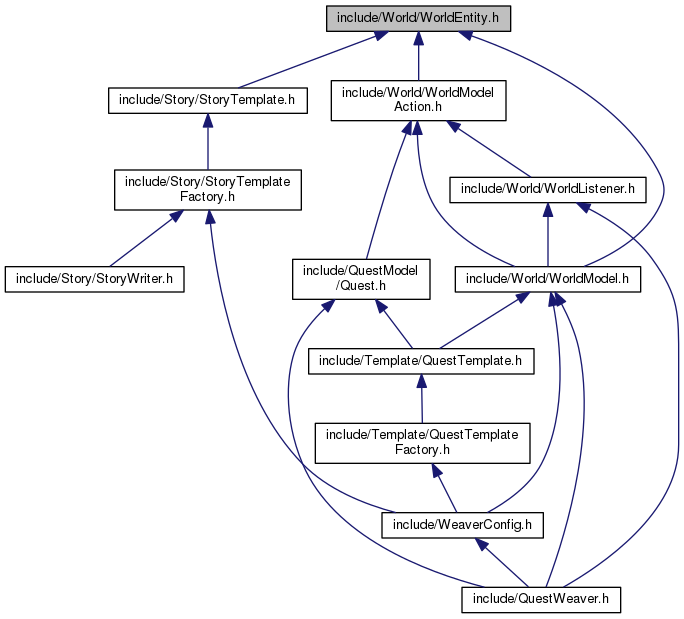 include/World/WorldEntity.h
include/Story/StoryTemplate.h
include/World/WorldModel
Action.h
include/Story/StoryTemplate
Factory.h
include/World/WorldListener.h
include/Story/StoryWriter.h
include/QuestModel
/Quest.h
include/World/WorldModel.h
include/Template/QuestTemplate.h
include/Template/QuestTemplate
Factory.h
include/WeaverConfig.h
include/QuestWeaver.h